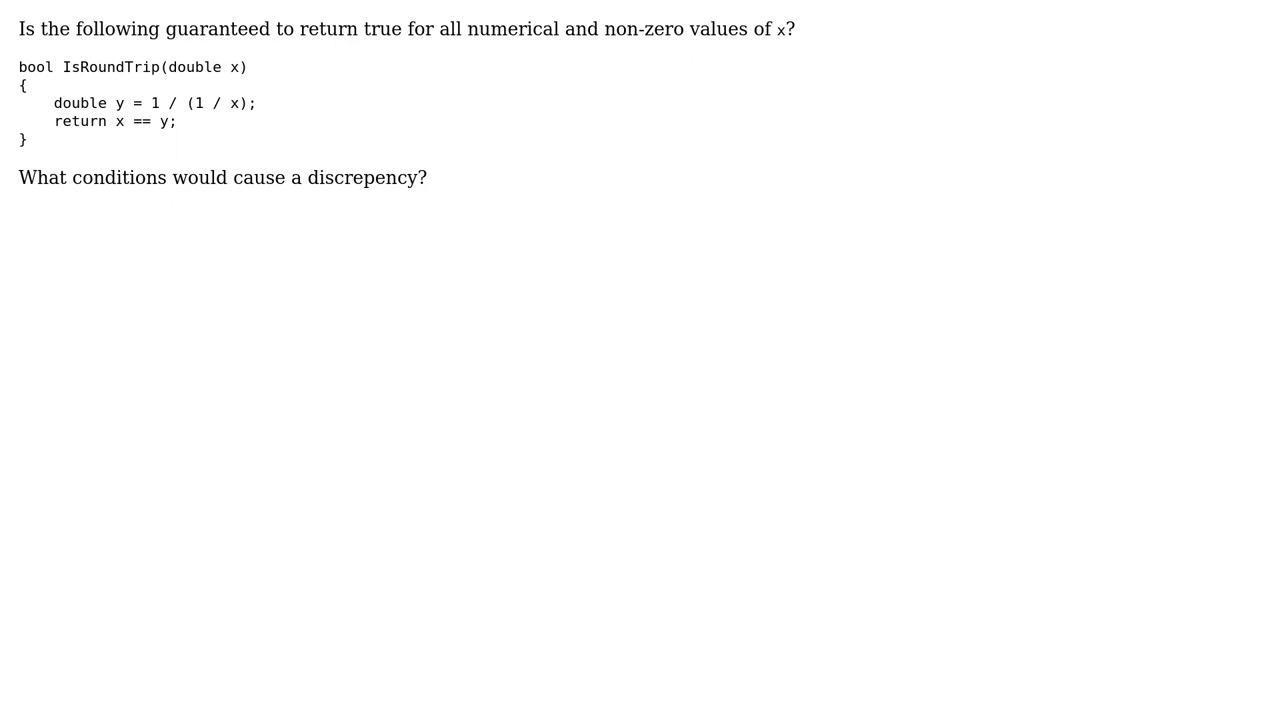 Is the following guaranteed to return true for all numerical and non-zero values of x?
bool IsRoundTrip(double x)
{
    double y = 1 / (1 / x);
    return x == y;
}
What conditions would cause a discrepency?